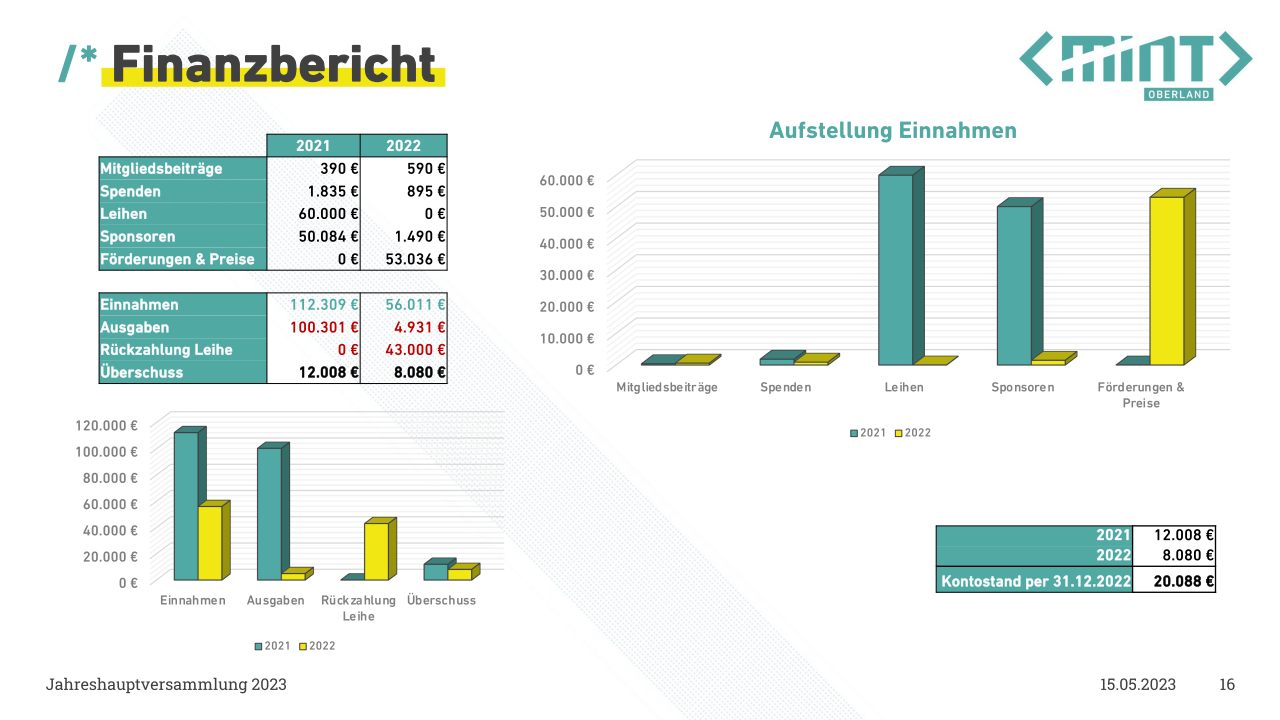 /* Finanzbericht
<MINT>
OBERLAND
2021 2022
Mitgliedsbeiträge 390 € 590 €
Spenden 1.835 € 895 €
Leihen 60.000 € 0 €
Sponsoren 50.084 € 1.490 €
Förderungen & Preise 0 € 53.036 €
Einnahmen 112.309 € 56.011 €
Ausgaben 100.301 € 4.931 €
Rückzahlung Leihe 0 € 43.000 €
Überschuss 12.008 € 8.080 €
120.000 €
100.000 €
80.000 €
60.000 €
40.000 €
20.000 €
0 €
Einnahmen Ausgaben Rückzahlung Überschuss
Leihe
2021 2022
Aufstellung Einnahmen
60.000 €
50.000 €
40.000 €
30.000 €
20.000 €
10.000 €
0 €
Mitgliedsbeiträge Spenden Leihen Sponsoren Förderungen &
Preise
2021 2022
2021 12.008 €
2022 8.080 €
Kontostand per 31.12.2022 20.088 €
Jahreshauptversammlung 2023 15.05.2023 16